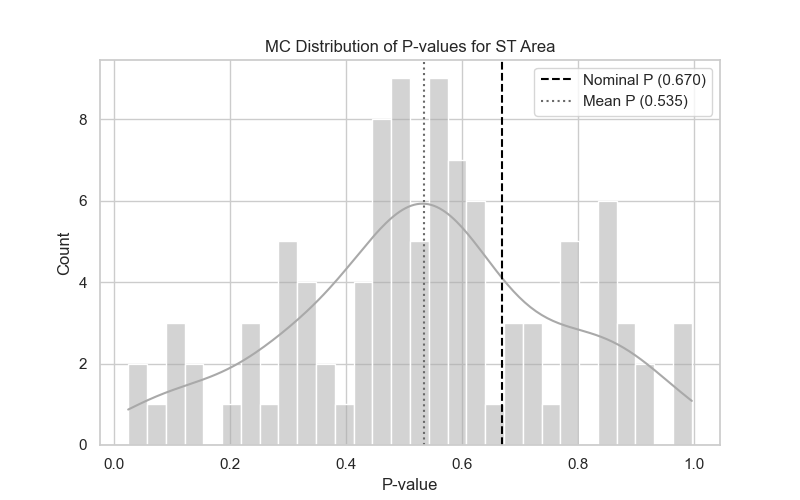 MC Distribution of P-values for ST Area
Nominal P (0.670)
Mean P (0.535)
Count
8
6
4
2
0
0.0 0.2 0.4 0.6 0.8 1.0
P-value